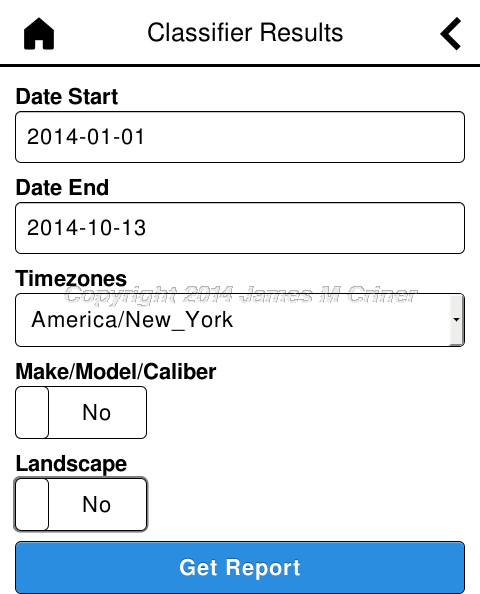 Classifier Results
Date Start
2014-01-01
Date End
2014-10-13
Timezones
Copyright 2014 James M Criner
America/New_York
Make/Model/Caliber
No
Landscape
No
Get Report